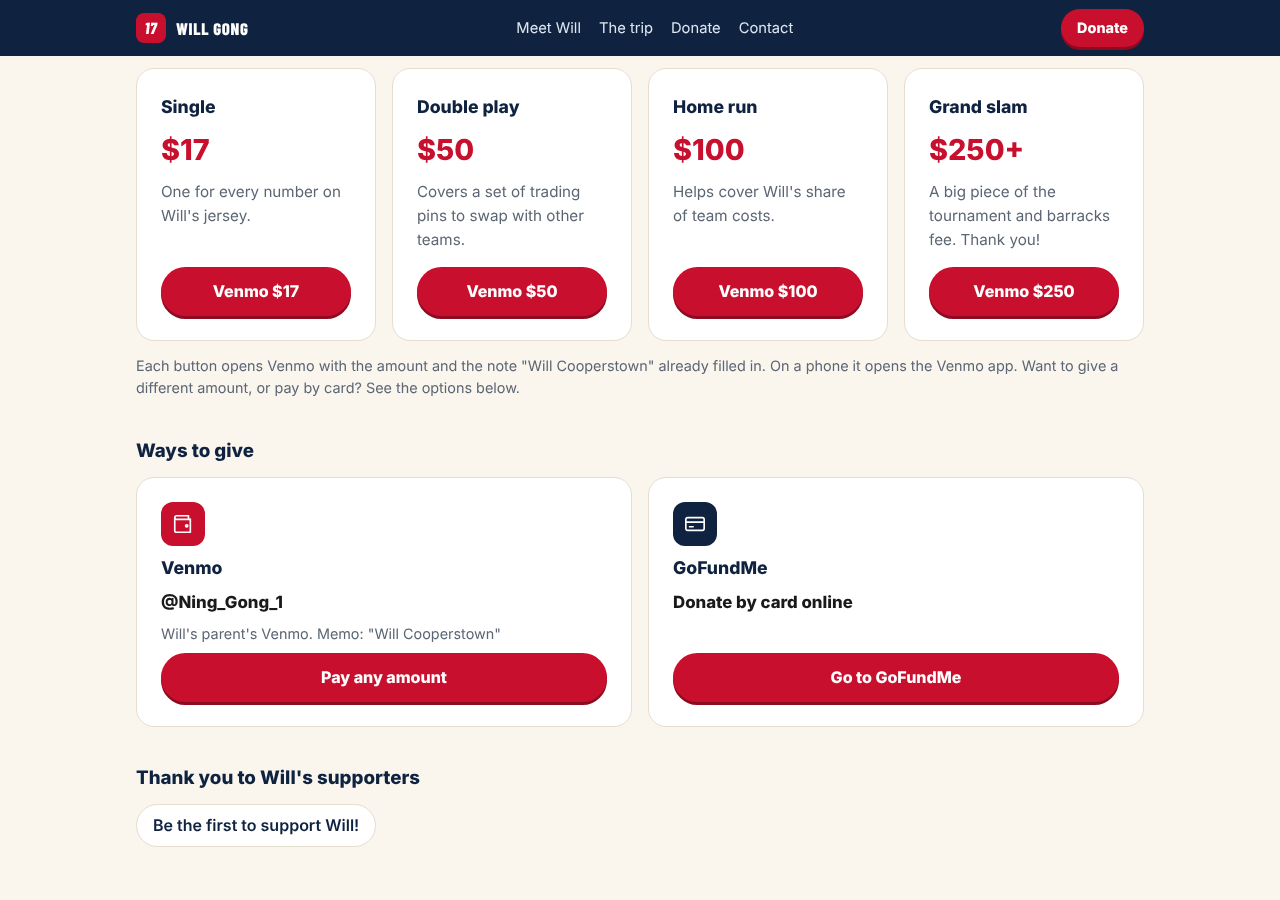 17 WILL GONG
Meet Will The trip Donate Contact
Donate
Single
$17
One for every number on
Will's jersey.
Venmo $17
Double play
$50
Covers a set of trading
pins to swap with other
teams.
Venmo $50
Home run
$100
Helps cover Will's share
of team costs.
Venmo $100
Grand slam
$250+
A big piece of the
tournament and barracks
fee. Thank you!
Venmo $250
Each button opens Venmo with the amount and the note "Will Cooperstown" already filled in. On a phone it opens the Venmo app. Want to give a
different amount, or pay by card? See the options below.
Ways to give
Venmo
@Ning_Gong_1
Will's parent's Venmo. Memo: "Will Cooperstown"
Pay any amount
GoFundMe
Donate by card online
Go to GoFundMe
Thank you to Will's supporters
Be the first to support Will!